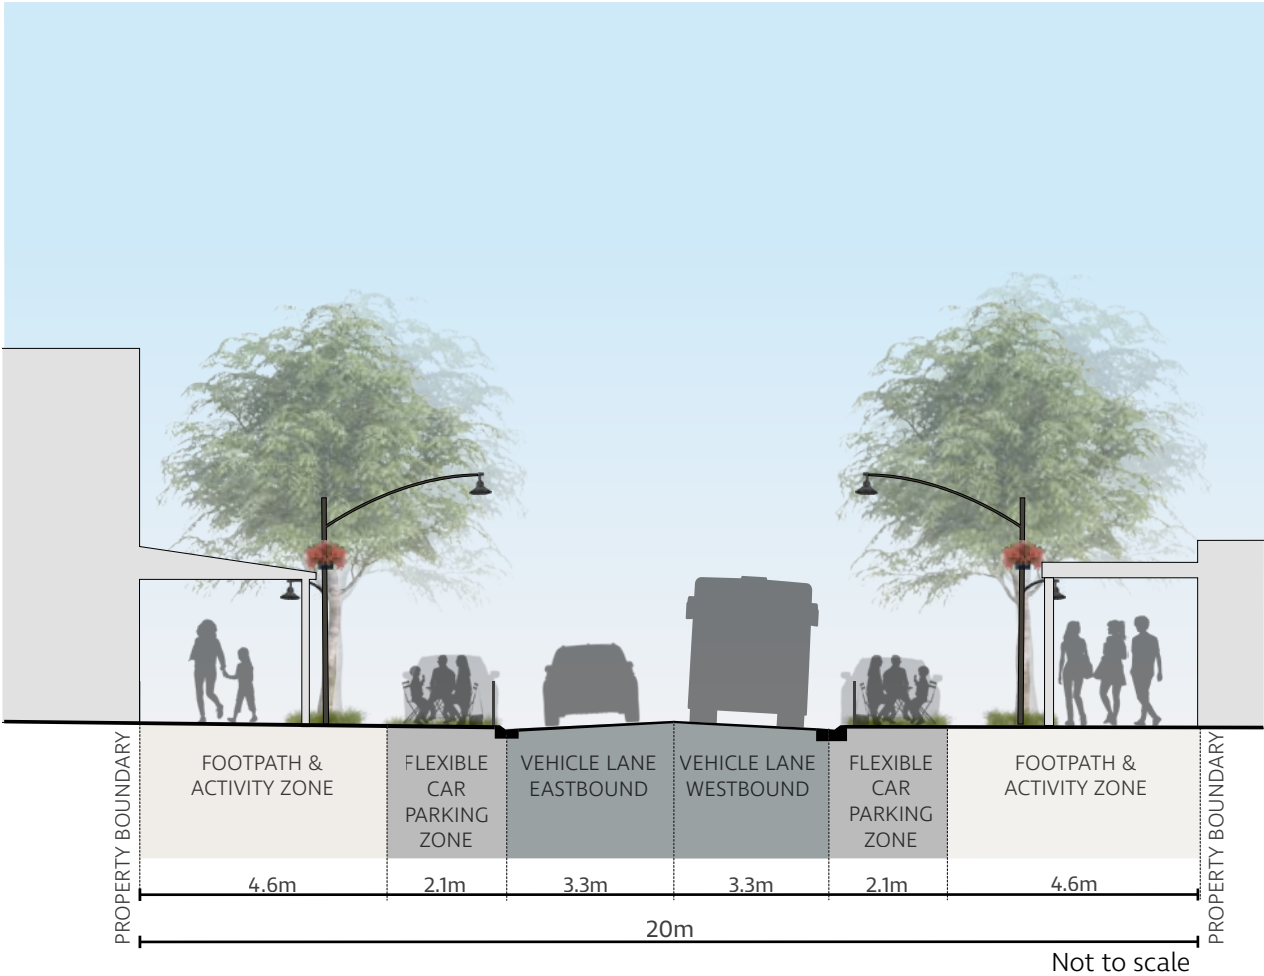 PROPERTY BOUNDARY
FOOTPATH &
ACTIVITY ZONE
FLEXIBLE
CAR
PARKING
ZONE
VEHICLE LANE
EASTBOUND
VEHICLE LANE
WESTBOUND
FLEXIBLE
CAR
PARKING
ZONE
FOOTPATH &
ACTIVITY ZONE
PROPERTY BOUNDARY
4.6m
2.1m
3.3m
3.3m
2.1m
4.6m
20m
Not to scale